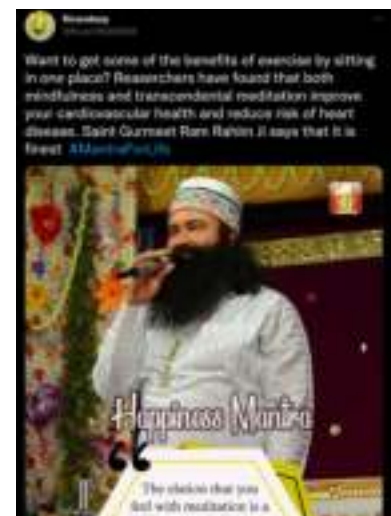 Want to get some of the benefits of exercise by sitting
in one place? Researchers have found that both
mindfulness and transcendental meditation improve
your cardiovascular health and reduce risk of heart
disease. Saint Gurmeet Ram Rahim Ji says that it is
finest #MantraForLife
Happiness Mantra
The elation that you
feel with meditation is a